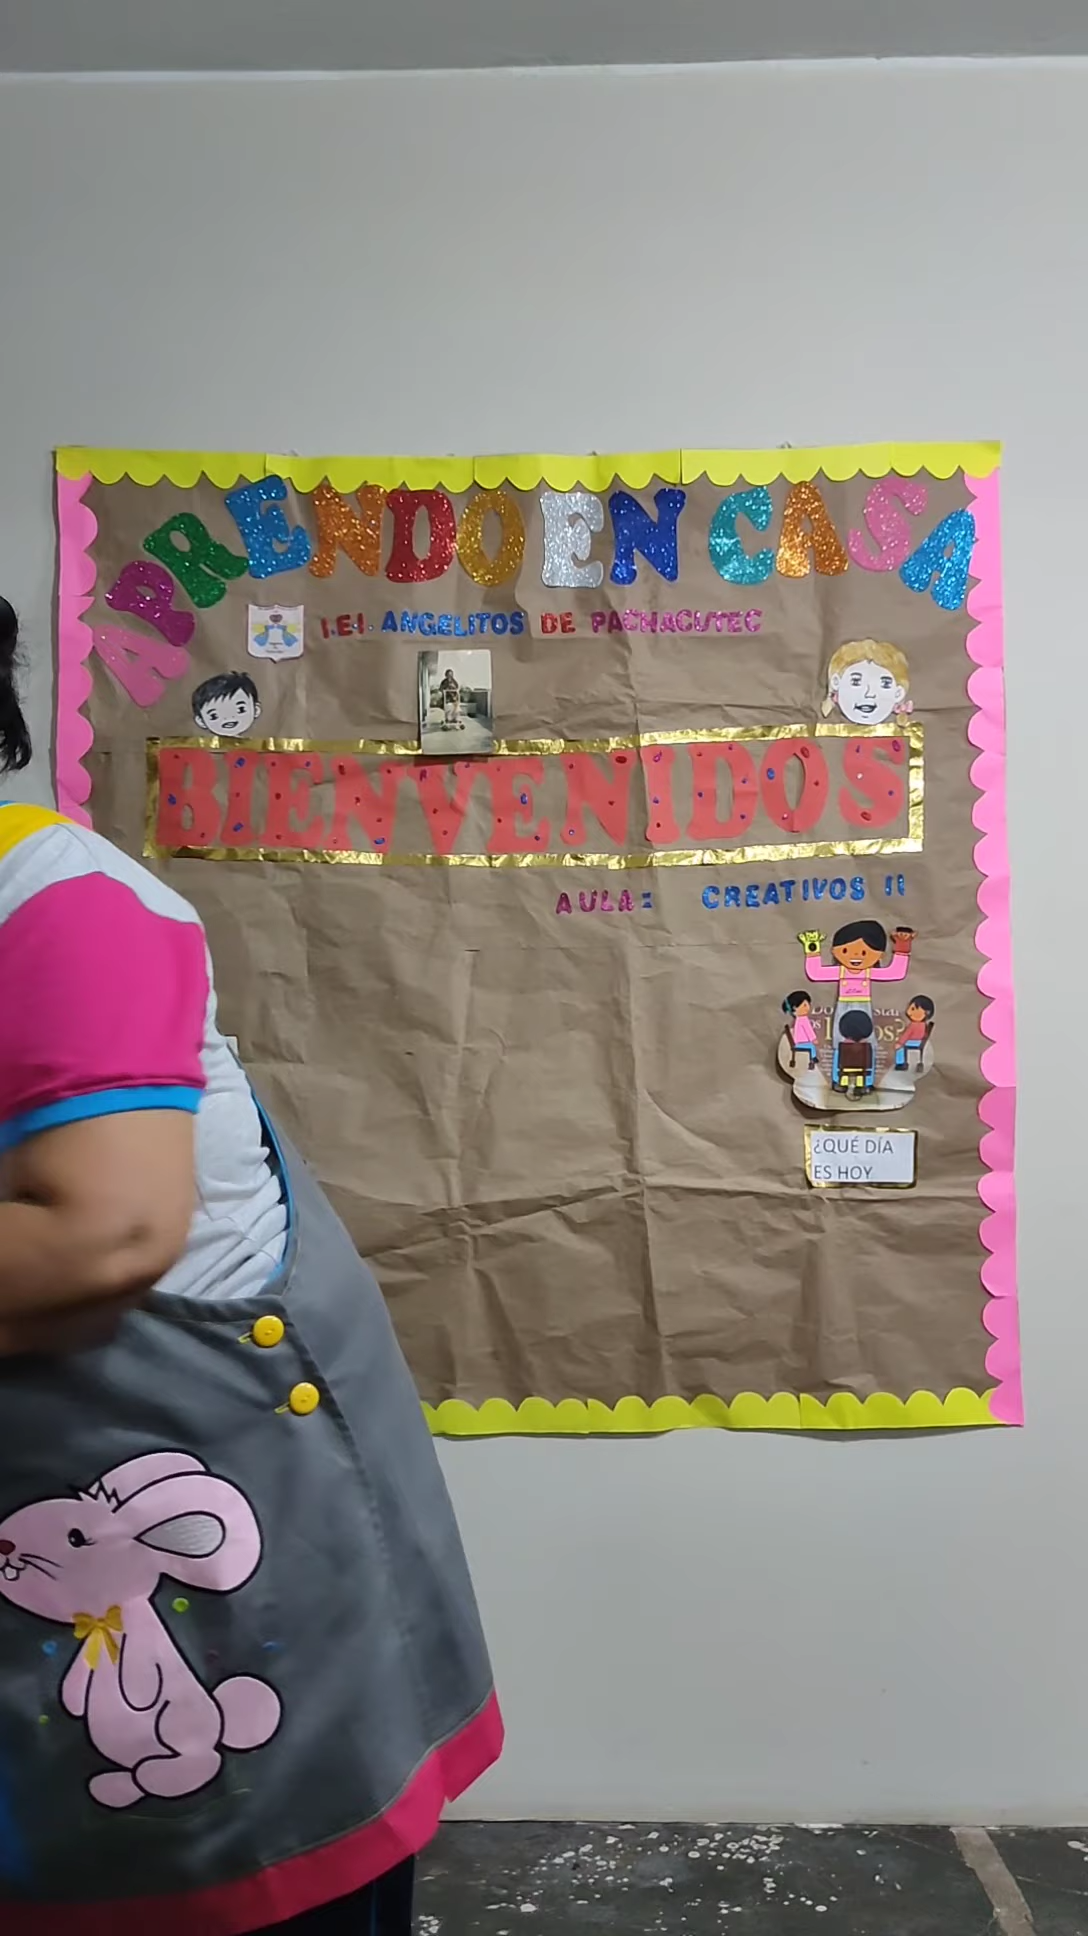 APRENDO EN CASA
I.E.I. ANGELITOS DE PACHACUTEC
BIENVENIDOS
AULA: CREATIVOS II
¿QUÉ DÍA
ES HOY